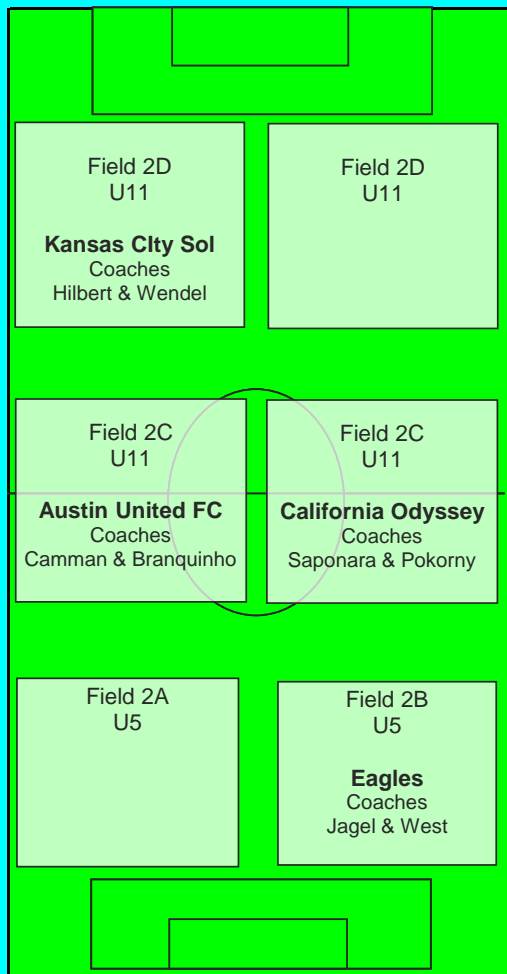 Field 2D
U11
Kansas CIty Sol
Coaches
Hilbert & Wendel
Field 2D
U11
Field 2C
U11
Austin United FC
Coaches
Camman & Branquinho
Field 2C
U11
California Odyssey
Coaches
Saponara & Pokorny
Field 2A
U5
Field 2B
U5
Eagles
Coaches
Jagel & West